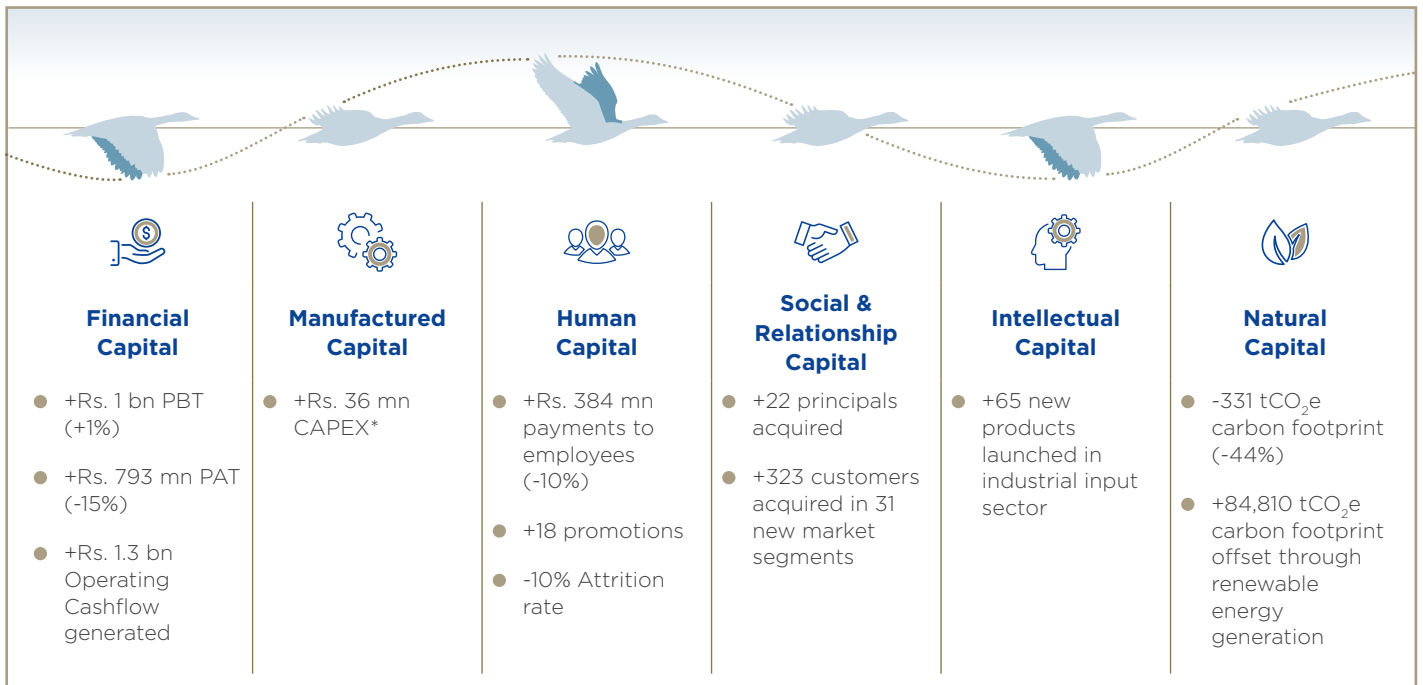 $
Financial
Capital
+Rs. 1 bn PBT
(+1%)
+Rs. 793 mn PAT
(-15%)
+Rs. 1.3 bn
Operating
Cashflow
generated
Manufactured
Capital
+Rs. 36 mn
CAPEX*
Human
Capital
+Rs. 384 mn
payments to
employees
(-10%)
+18 promotions
-10% Attrition
rate
Social &
Relationship
Capital
+22 principals
acquired
+323 customers
acquired in 31
new market
segments
Intellectual
Capital
+65 new
products
launched in
industrial input
sector
Natural
Capital
-331 tCO₂e
carbon footprint
(-44%)
+84,810 tCO₂e
carbon footprint
offset through
renewable
energy
generation